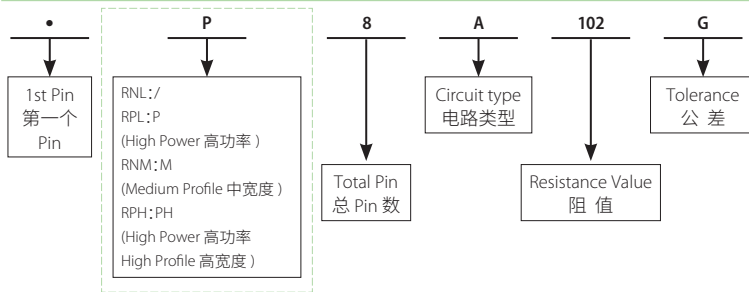 • P 8 A 102 G
1st Pin
第一个
Pin
RNL:/
RPL:P
(High Power 高功率 )
RNM:M
(Medium Profile 中宽度 )
RPH:PH
(High Power 高功率
High Profile 高宽度 )
Total Pin
总 Pin 数
Circuit type
电路类型
Resistance Value
阻 值
Tolerance
公 差